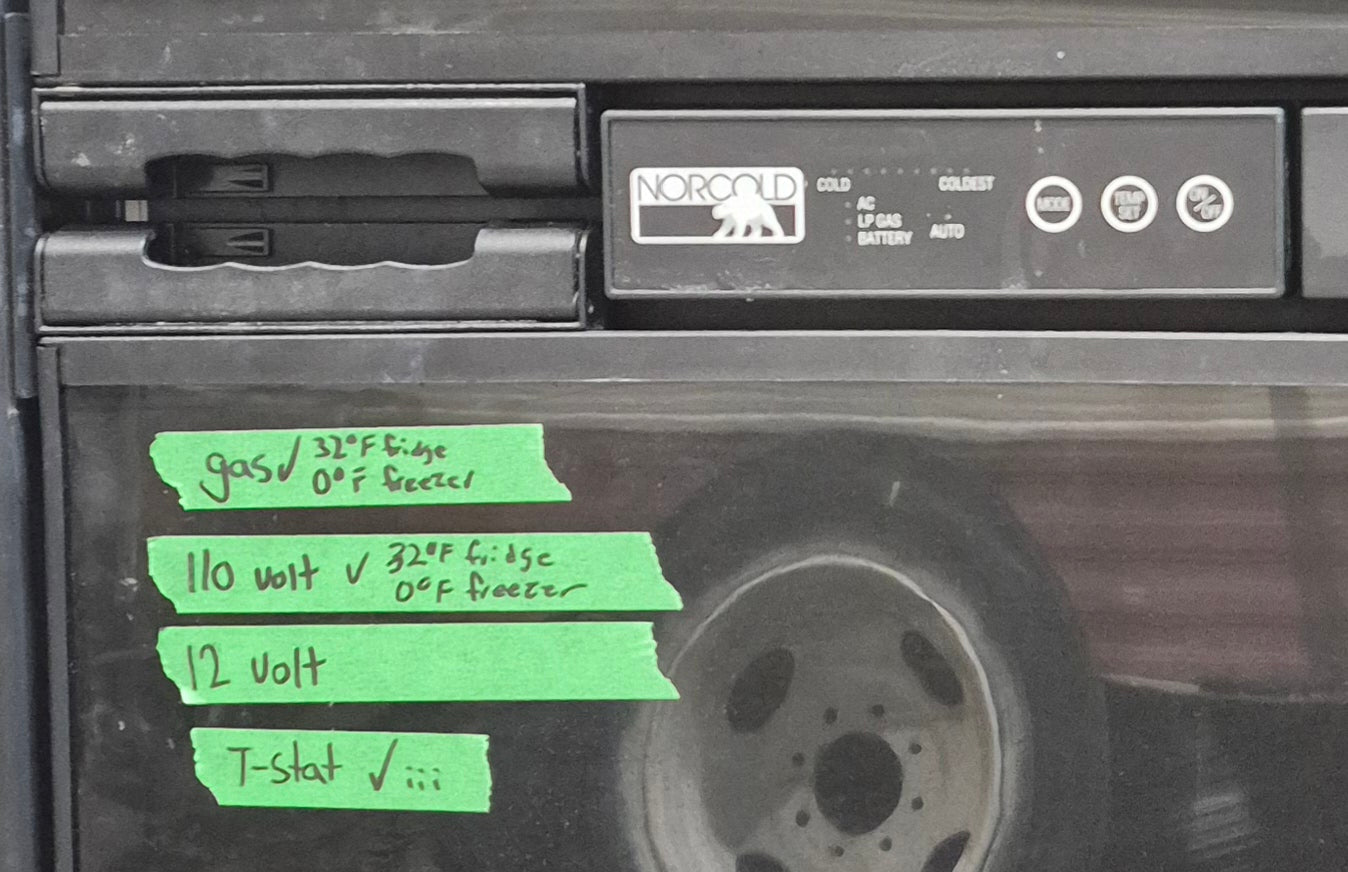 NORCOLD
COLD COLDEST
AC
LP GAS
BATTERY AUTO
MODE
TEMP
SET
ON/OFF
gas✓ 32°F fridge
0°F freezer
110 volt ✓ 32°F fridge
0°F freezer
12 volt
T-stat ✓ ¡¡¡